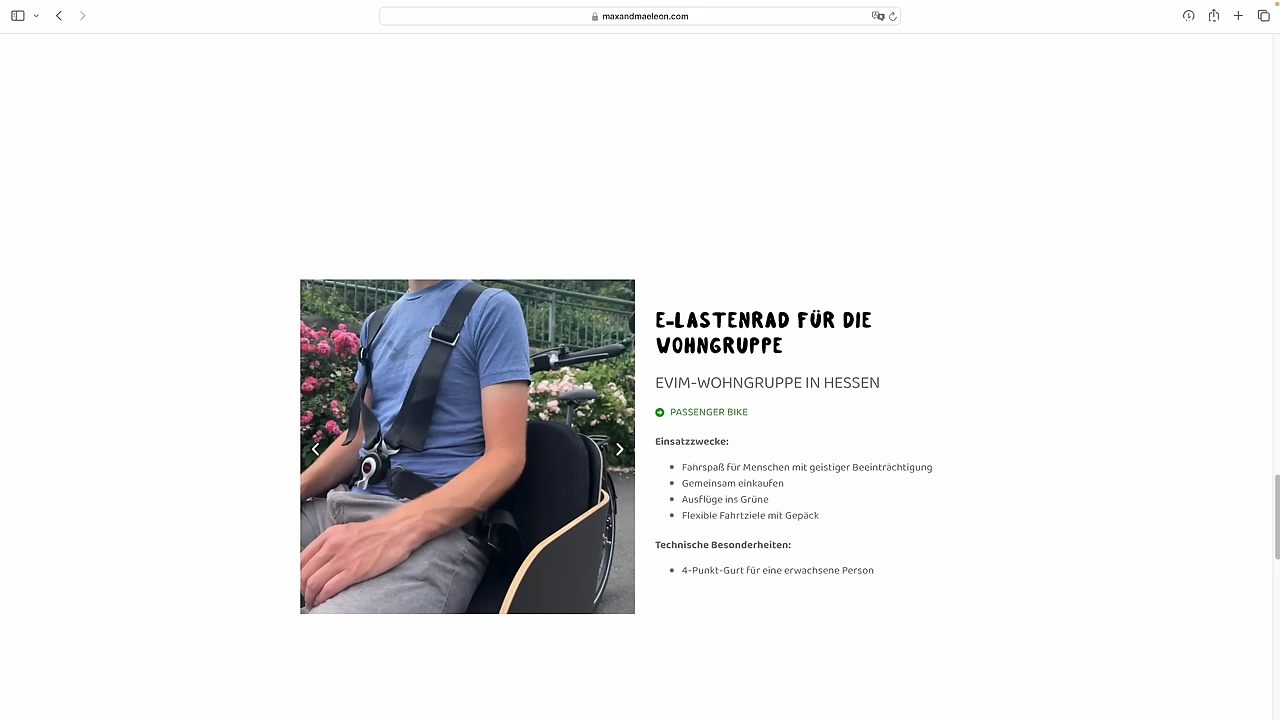 maxandmaeleon.com
E-LASTENRAD FÜR DIE
WOHNGRUPPE
EVIM-WOHNGRUPPE IN HESSEN
PASSENGER BIKE
Einsatzzwecke:
Fahrspaß für Menschen mit geistiger Beeinträchtigung
Gemeinsam einkaufen
Ausflüge ins Grüne
Flexible Fahrtziele mit Gepäck
Technische Besonderheiten:
4-Punkt-Gurt für eine erwachsene Person